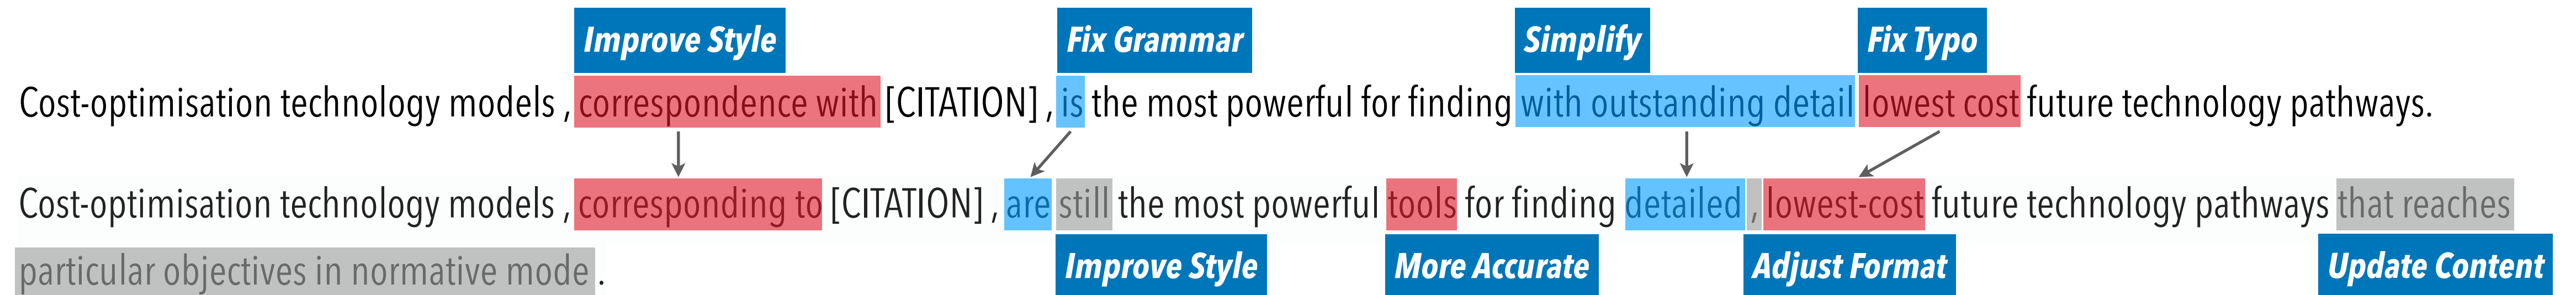 Improve Style Fix Grammar Simplify Fix Typo
Cost-optimisation technology models , correspondence with [CITATION] , is the most powerful for finding with outstanding detail lowest cost future technology pathways.
Cost-optimisation technology models , corresponding to [CITATION] , are still the most powerful tools for finding detailed , lowest-cost future technology pathways that reaches
particular objectives in normative mode .
Improve Style More Accurate Adjust Format Update Content